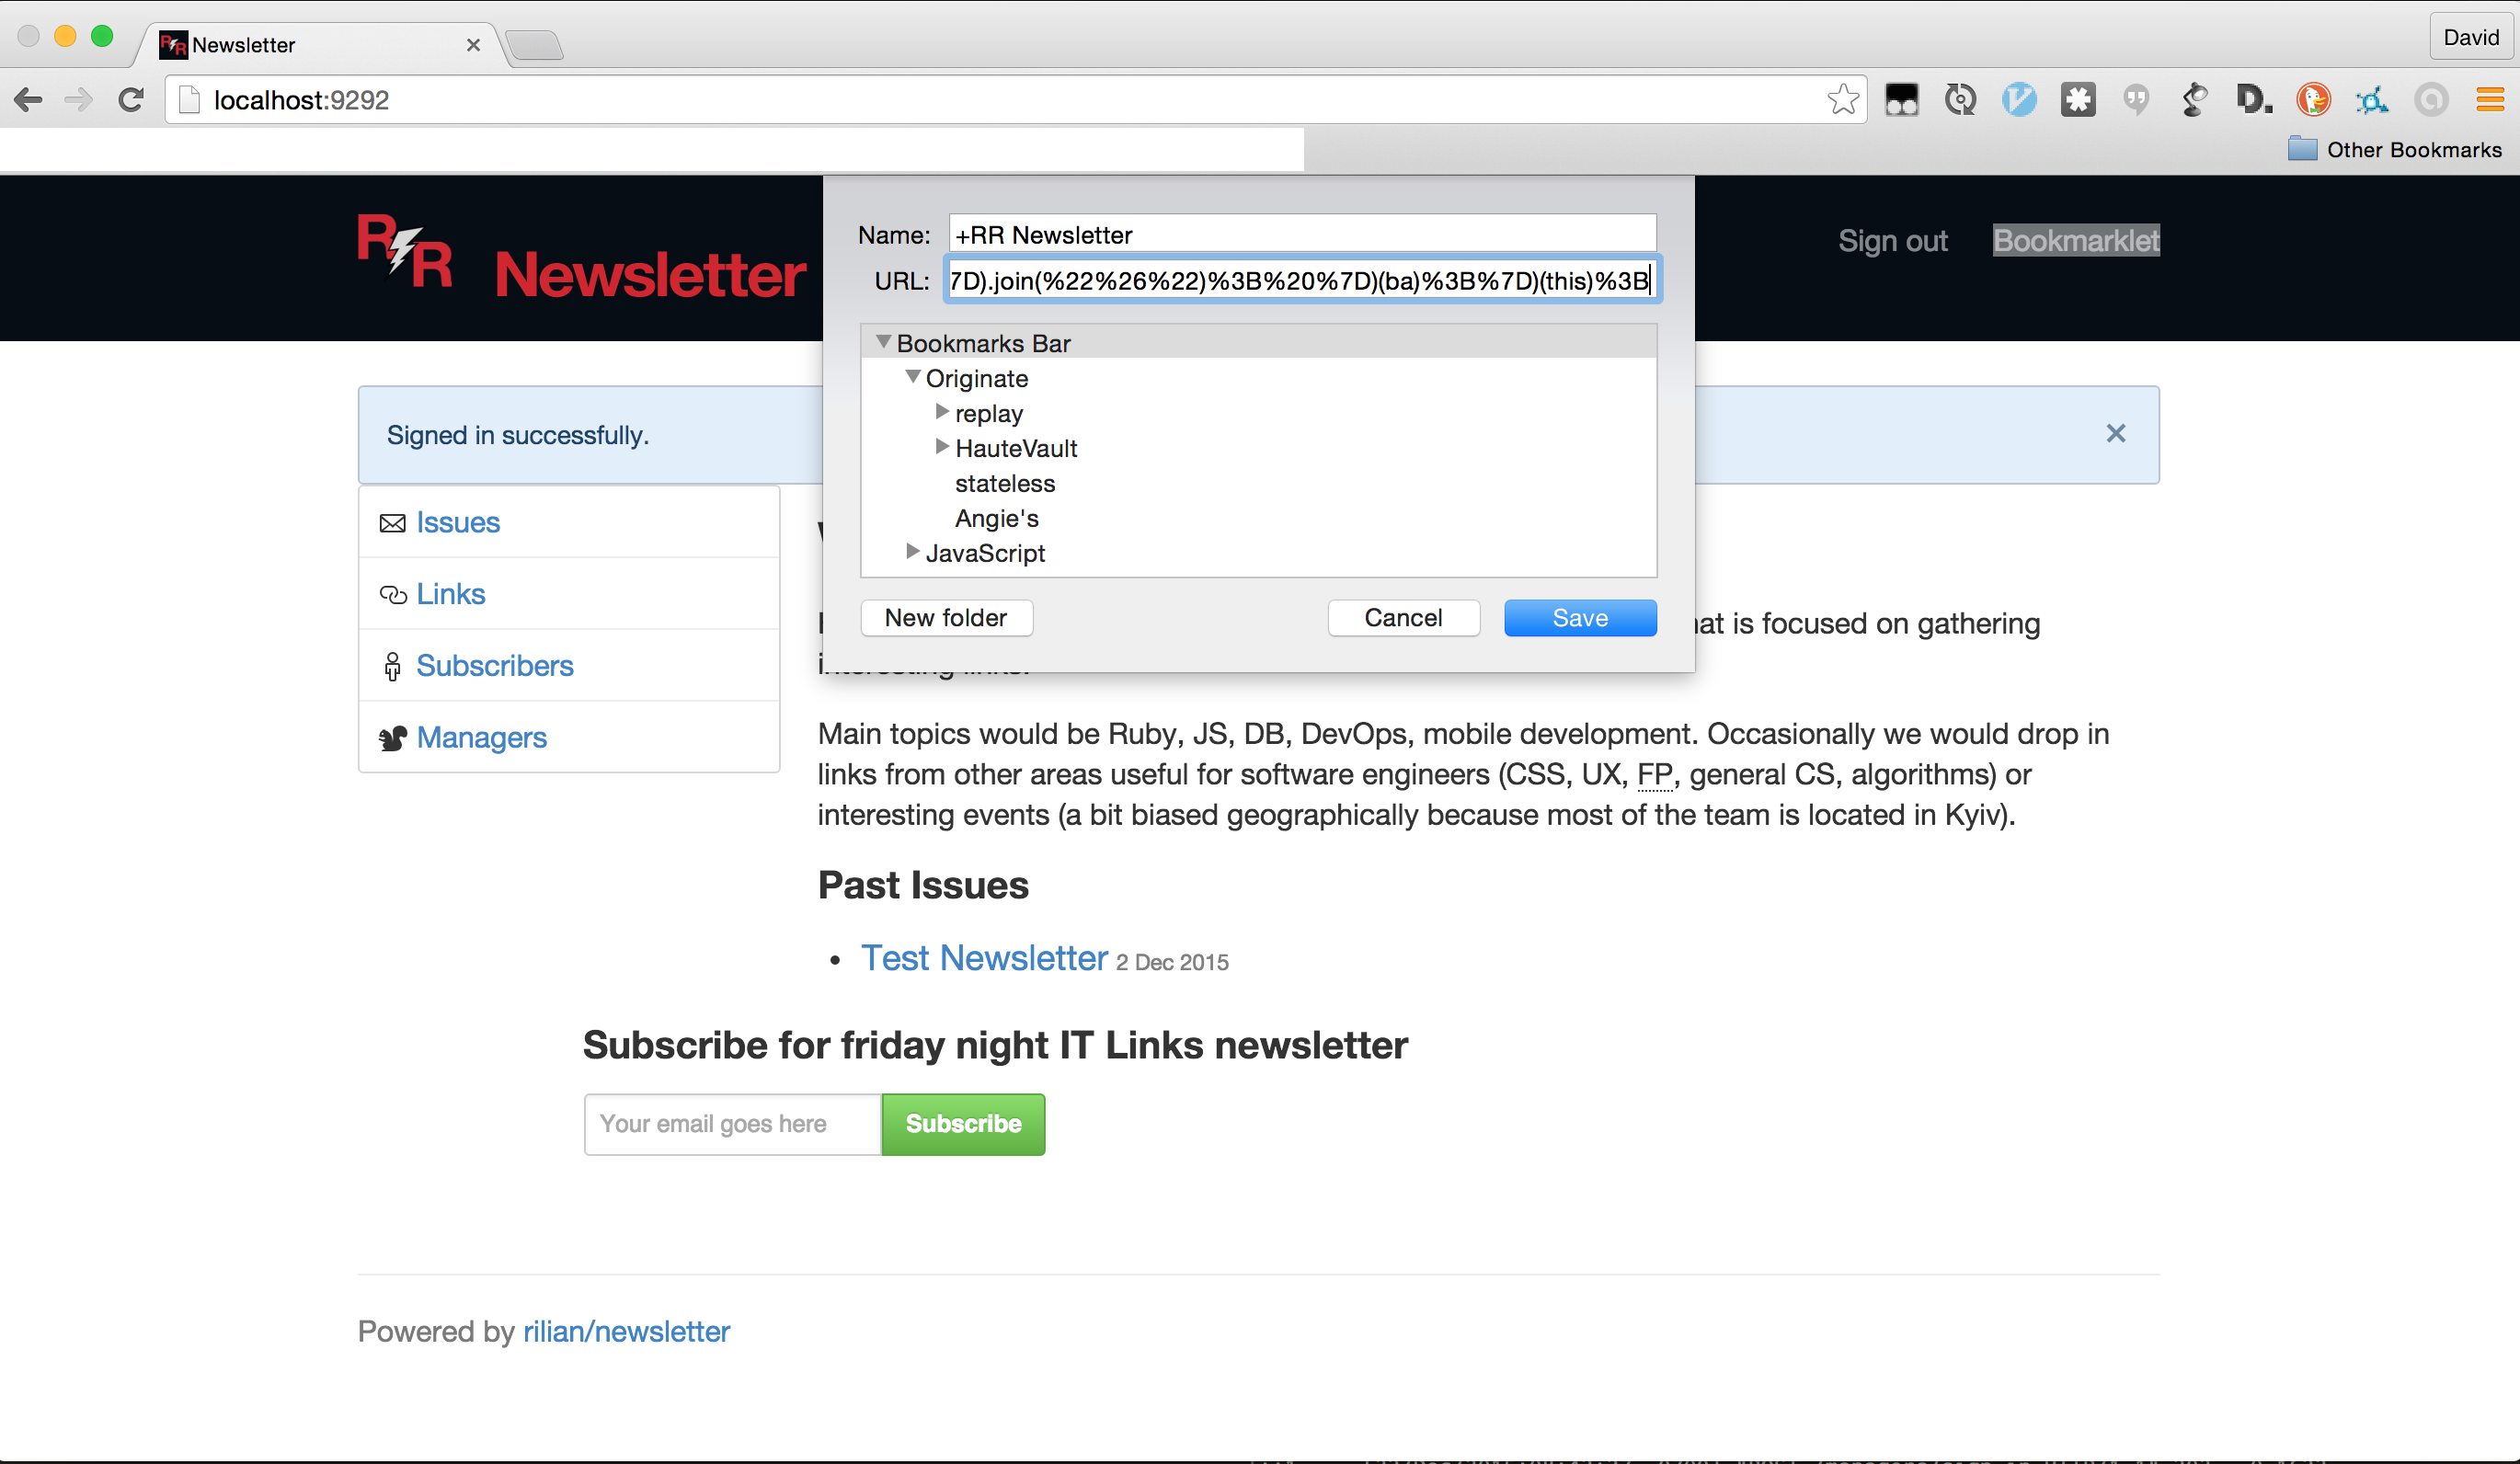 Newsletter
David
localhost:9292
Other Bookmarks
R R Newsletter
Sign out
Bookmarklet
Name: +RR Newsletter
URL: 7D).join(%22%26%22)%3B%20%7D)(ba)%3B%7D)(this)%3B
Bookmarks Bar
Originate
replay
HauteVault
stateless
Angie's
JavaScript
New folder
Cancel
Save
Signed in successfully.
Issues
Links
Subscribers
Managers
at is focused on gathering
interesting links.
Main topics would be Ruby, JS, DB, DevOps, mobile development. Occasionally we would drop in
links from other areas useful for software engineers (CSS, UX, FP, general CS, algorithms) or
interesting events (a bit biased geographically because most of the team is located in Kyiv).
Past Issues
• Test Newsletter 2 Dec 2015
Subscribe for friday night IT Links newsletter
Your email goes here
Subscribe
Powered by rilian/newsletter